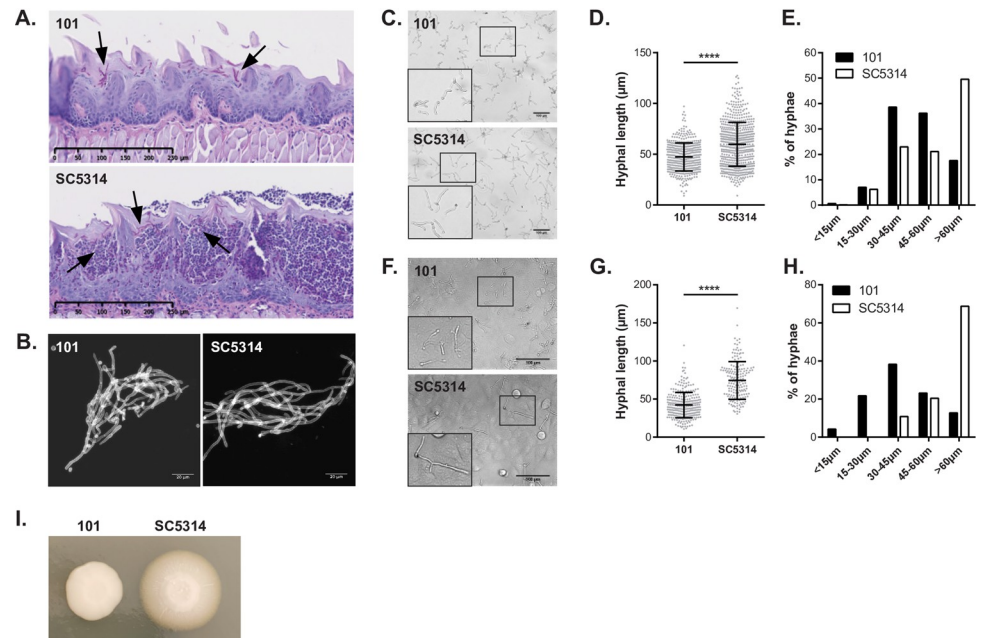 A.
101
0 50 100 150 200 250 μm
SC5314
0 50 100 150 200 250 μm
B.
101
20 μm
SC5314
20 μm
C.
101
SC5314
D.
Hyphal length (μm)
150
100
50
0
****
101 SC5314
E.
% of hyphae
60
50
40
30
20
10
0
101
SC5314
<15μm 15-30μm 30-45μm 45-60μm >60μm
F.
101
SC5314
G.
Hyphal length (μm)
200
150
100
50
0
****
101 SC5314
H.
% of hyphae
80
60
40
20
0
101
SC5314
<15μm 15-30μm 30-45μm 45-60μm >60μm
I.
101 SC5314